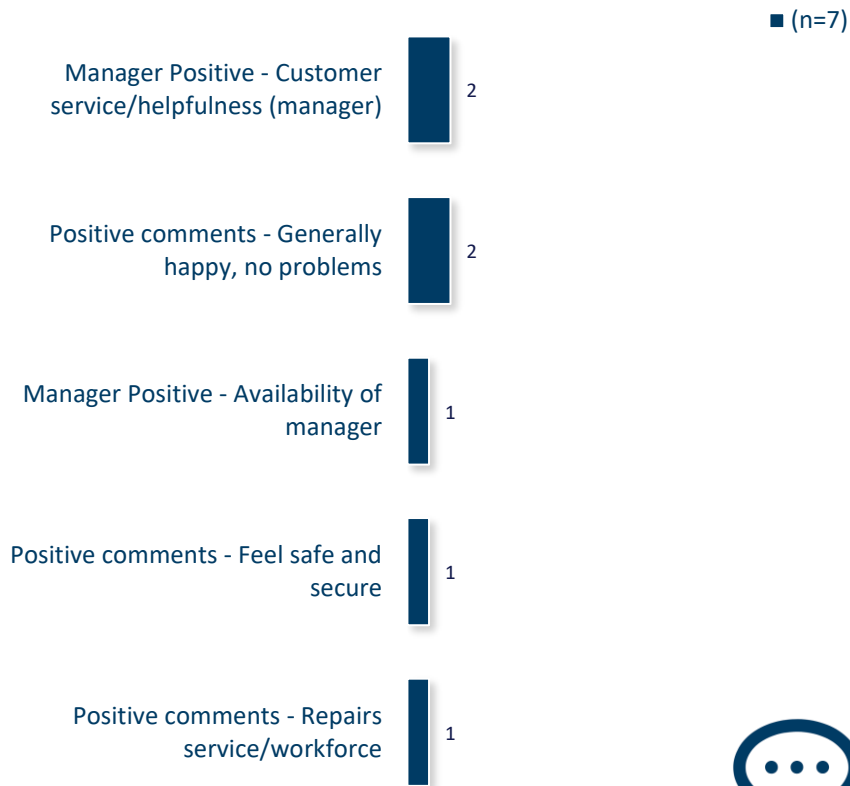 (n=7)
Manager Positive - Customer
service/helpfulness (manager)
2
Positive comments - Generally
happy, no problems
2
Manager Positive - Availability of
manager
1
Positive comments - Feel safe and
secure
1
Positive comments - Repairs
service/workforce
1